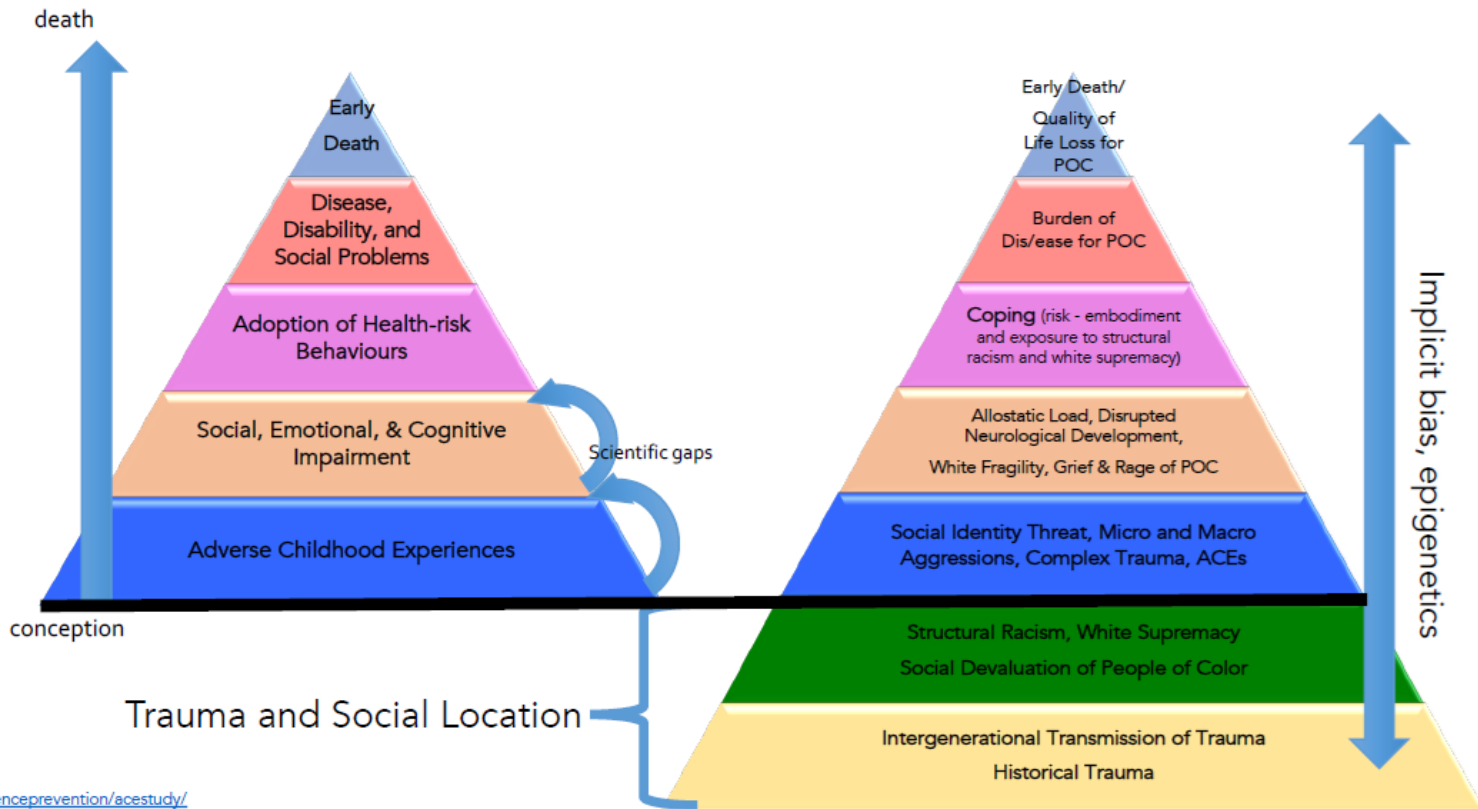 death
Early
Death
Disease,
Disability, and
Social Problems
Adoption of Health-risk
Behaviours
Social, Emotional, & Cognitive
Impairment
Scientific gaps
Adverse Childhood Experiences
conception
Trauma and Social Location
enceprevention/acestudy/
Early Death/
Quality of
Life Loss for
POC
Burden of
Dis/ease for POC
Coping (risk - embodiment
and exposure to structural
racism and white supremacy)
Allostatic Load, Disrupted
Neurological Development,
White Fragility, Grief & Rage of POC
Social Identity Threat, Micro and Macro
Aggressions, Complex Trauma, ACEs
Structural Racism, White Supremacy
Social Devaluation of People of Color
Intergenerational Transmission of Trauma
Historical Trauma
Implicit bias, epigenetics